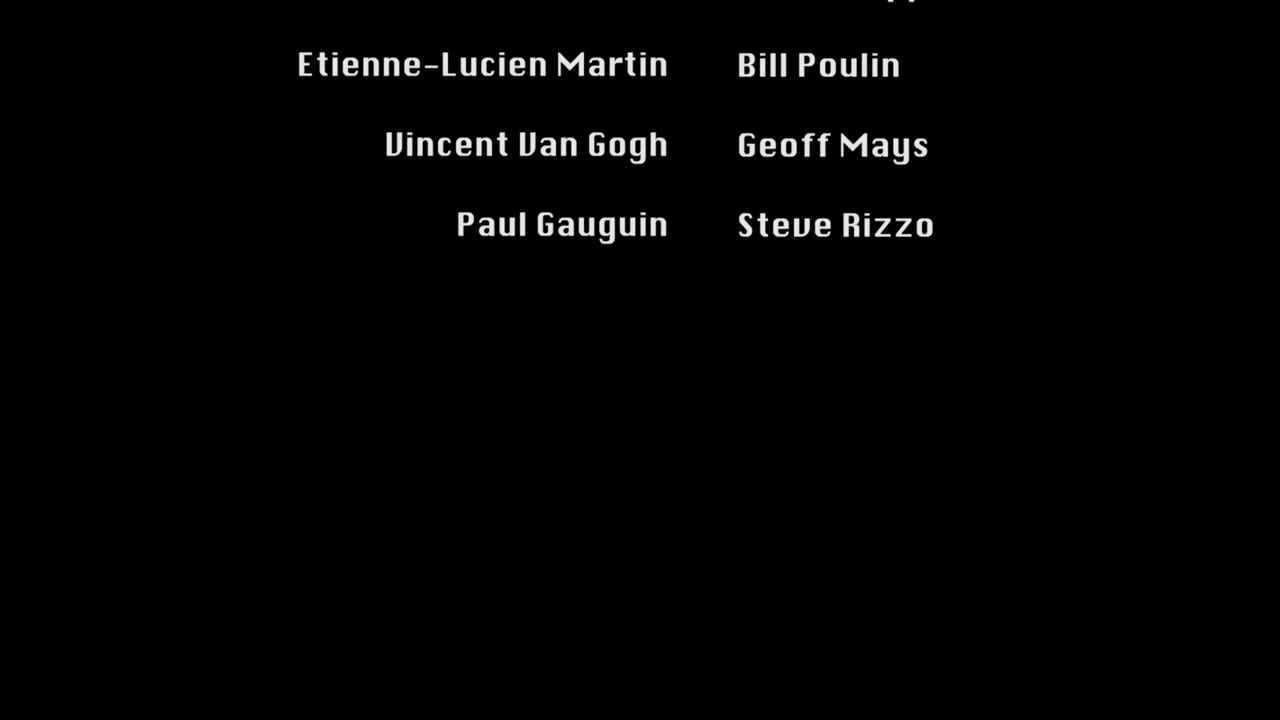 Etienne-Lucien Martin Bill Poulin
Vincent Van Gogh Geoff Mays
Paul Gauguin Steve Rizzo